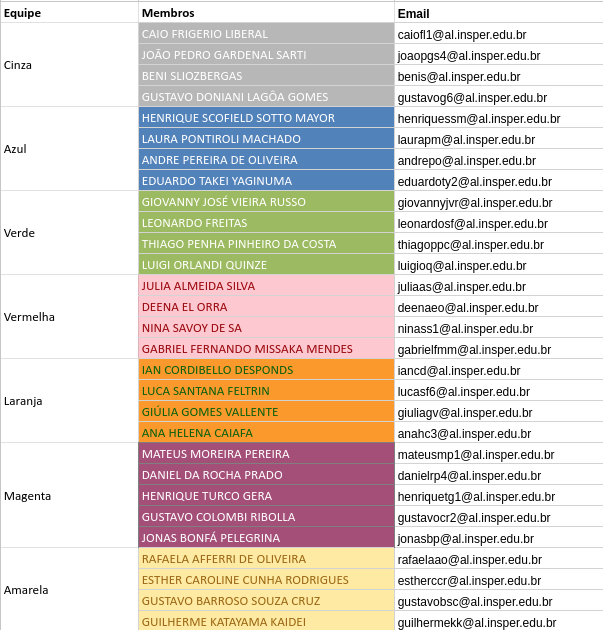 Equipe Membros Email
CAIO FRIGERIO LIBERAL caiofl1@al.insper.edu.br
JOÃO PEDRO GARDENAL SARTI joaopgs4@al.insper.edu.br
Cinza
BENI SLIOZBERGAS benis@al.insper.edu.br
GUSTAVO DONIANI LAGÔA GOMES gustavog6@al.insper.edu.br
HENRIQUE SCOFIELD SOTTO MAYOR henriquessm@al.insper.edu.br
LAURA PONTIROLI MACHADO laurapm@al.insper.edu.br
Azul
ANDRE PEREIRA DE OLIVEIRA andrepo@al.insper.edu.br
EDUARDO TAKEI YAGINUMA eduardoty2@al.insper.edu.br
GIOVANNY JOSÉ VIEIRA RUSSO giovannyjvr@al.insper.edu.br
LEONARDO FREITAS leonardosf@al.insper.edu.br
Verde
THIAGO PENHA PINHEIRO DA COSTA thiagoppc@al.insper.edu.br
LUIGI ORLANDI QUINZE luigioq@al.insper.edu.br
JULIA ALMEIDA SILVA juliaas@al.insper.edu.br
DEENA EL ORRA deenaeo@al.insper.edu.br
Vermelha
NINA SAVOY DE SA ninass1@al.insper.edu.br
GABRIEL FERNANDO MISSAKA MENDES gabrielfmm@al.insper.edu.br
IAN CORDIBELLO DESPONDS iancd@al.insper.edu.br
LUCA SANTANA FELTRIN lucasf6@al.insper.edu.br
Laranja
GIÚLIA GOMES VALLENTE giuliagv@al.insper.edu.br
ANA HELENA CAIAFA anahc3@al.insper.edu.br
MATEUS MOREIRA PEREIRA mateusmp1@al.insper.edu.br
DANIEL DA ROCHA PRADO danielrp4@al.insper.edu.br
Magenta HENRIQUE TURCO GERA henriquetg1@al.insper.edu.br
GUSTAVO COLOMBI RIBOLLA gustavocr2@al.insper.edu.br
JONAS BONFÁ PELEGRINA jonasbp@al.insper.edu.br
RAFAELA AFFERRI DE OLIVEIRA rafaelaao@al.insper.edu.br
ESTHER CAROLINE CUNHA RODRIGUES estherccr@al.insper.edu.br
Amarela
GUSTAVO BARROSO SOUZA CRUZ gustavobsc@al.insper.edu.br
GUILHERME KATAYAMA KAIDEI guilhermekk@al.insper.edu.br